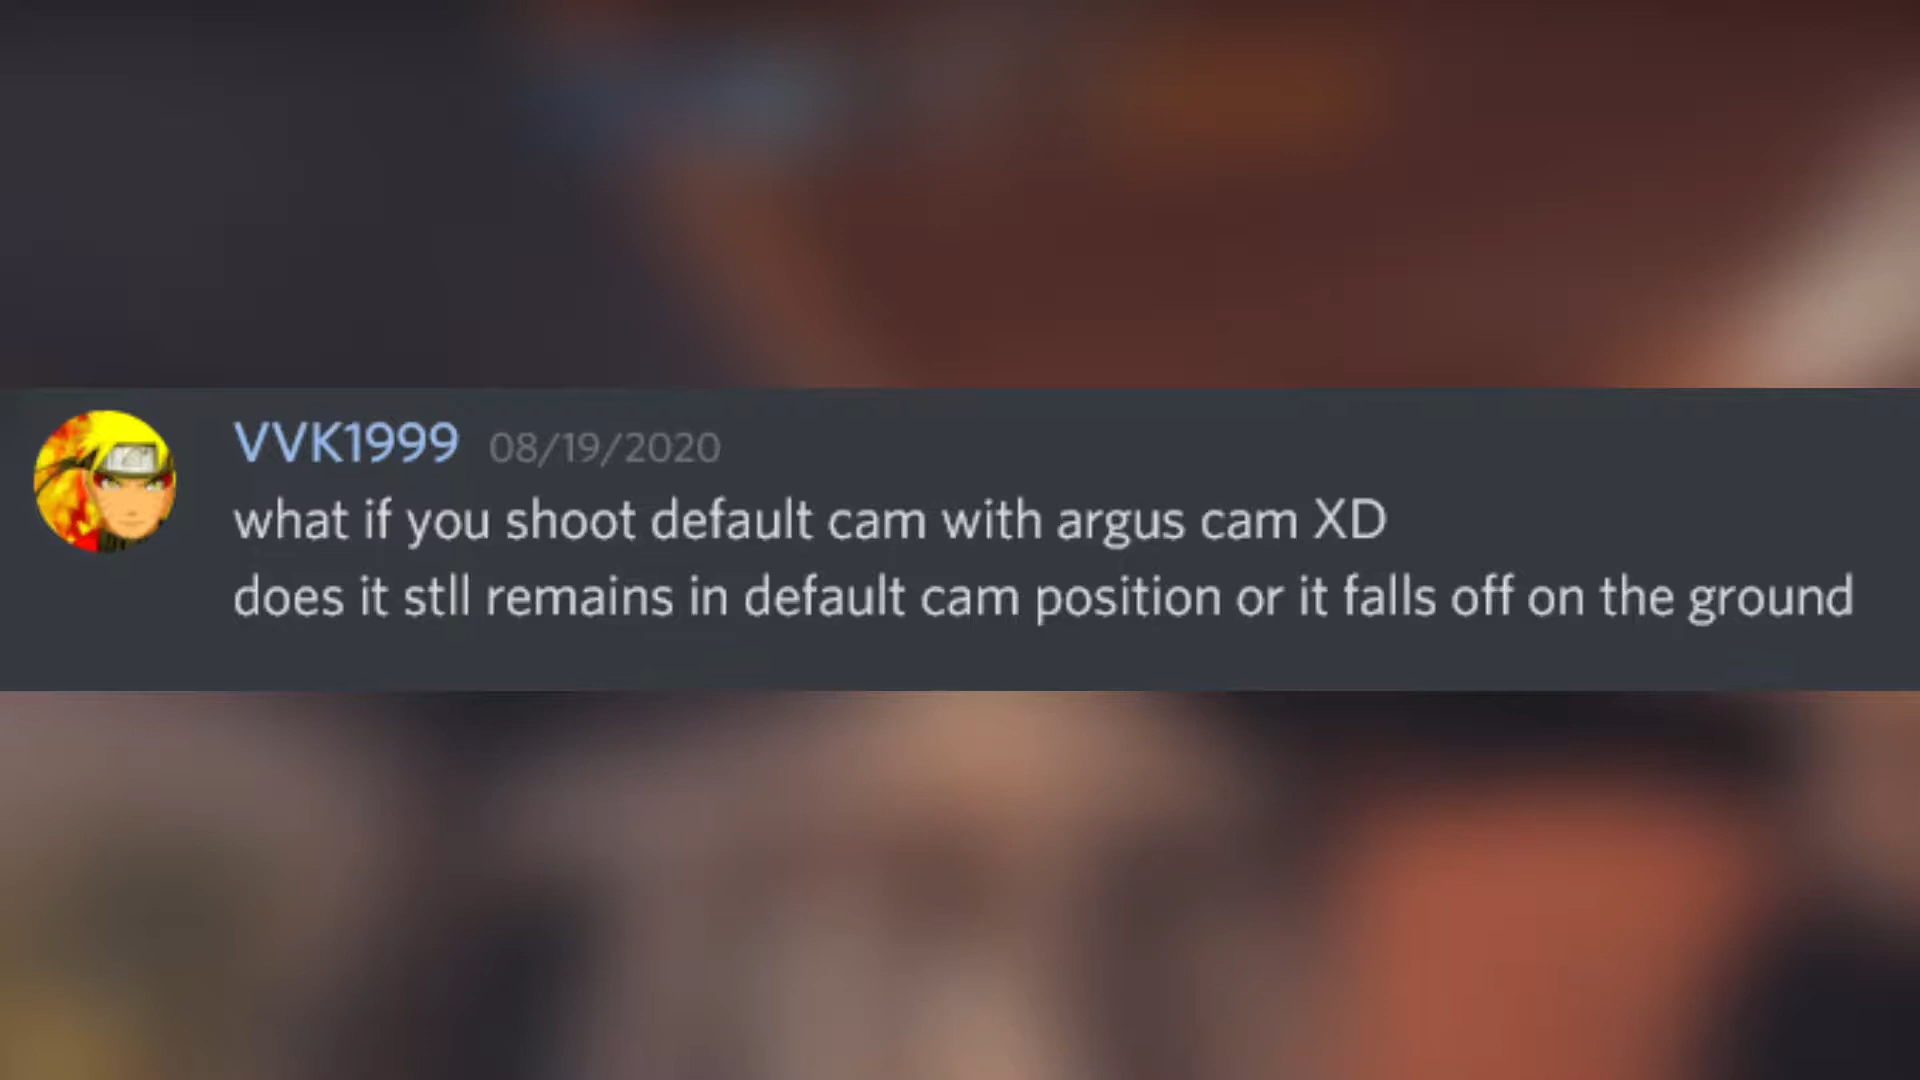 VVK1999 08/19/2020
what if you shoot default cam with argus cam XD
does it stll remains in default cam position or it falls off on the ground